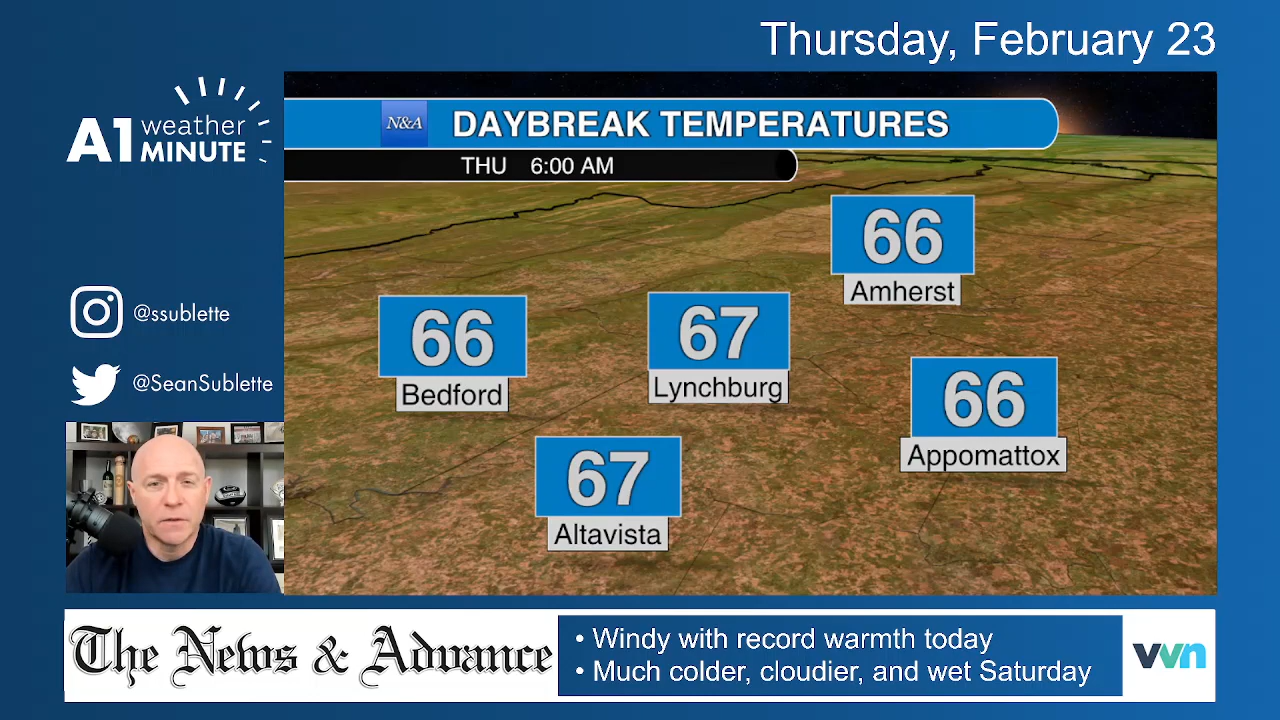 Thursday, February 23
A1 weather MINUTE
N&A DAYBREAK TEMPERATURES
THU 6:00 AM
66
Amherst
66
Bedford
67
Lynchburg
66
Appomattox
67
Altavista
@ssublette
@SeanSublette
The News & Advance
• Windy with record warmth today
• Much colder, cloudier, and wet Saturday
vvn